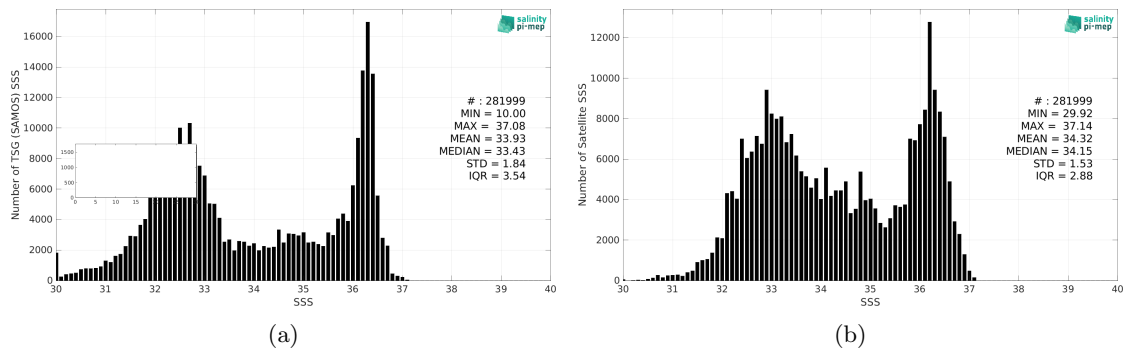 16000
14000
12000
10000
8000
6000
4000
2000
0
Number of TSG (SAMOS) SSS
1500
1000
500
0
0 5 10 15 20 25 30
30 31 32 33 34 35 36 37 38 39 40
SSS
salinity
pi-mep
# : 281999
MIN = 10.00
MAX = 37.08
MEAN = 33.93
MEDIAN = 33.43
STD = 1.84
IQR = 3.54
(a)
12000
10000
8000
6000
4000
2000
0
Number of Satellite SSS
30 31 32 33 34 35 36 37 38 39 40
SSS
salinity
pi-mep
# : 281999
MIN = 29.92
MAX = 37.14
MEAN = 34.32
MEDIAN = 34.15
STD = 1.53
IQR = 2.88
(b)